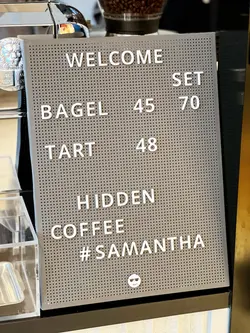 WELCOME
SET
BAGEL 45 70
TART 48
HIDDEN
COFFEE
#SAMANTHA